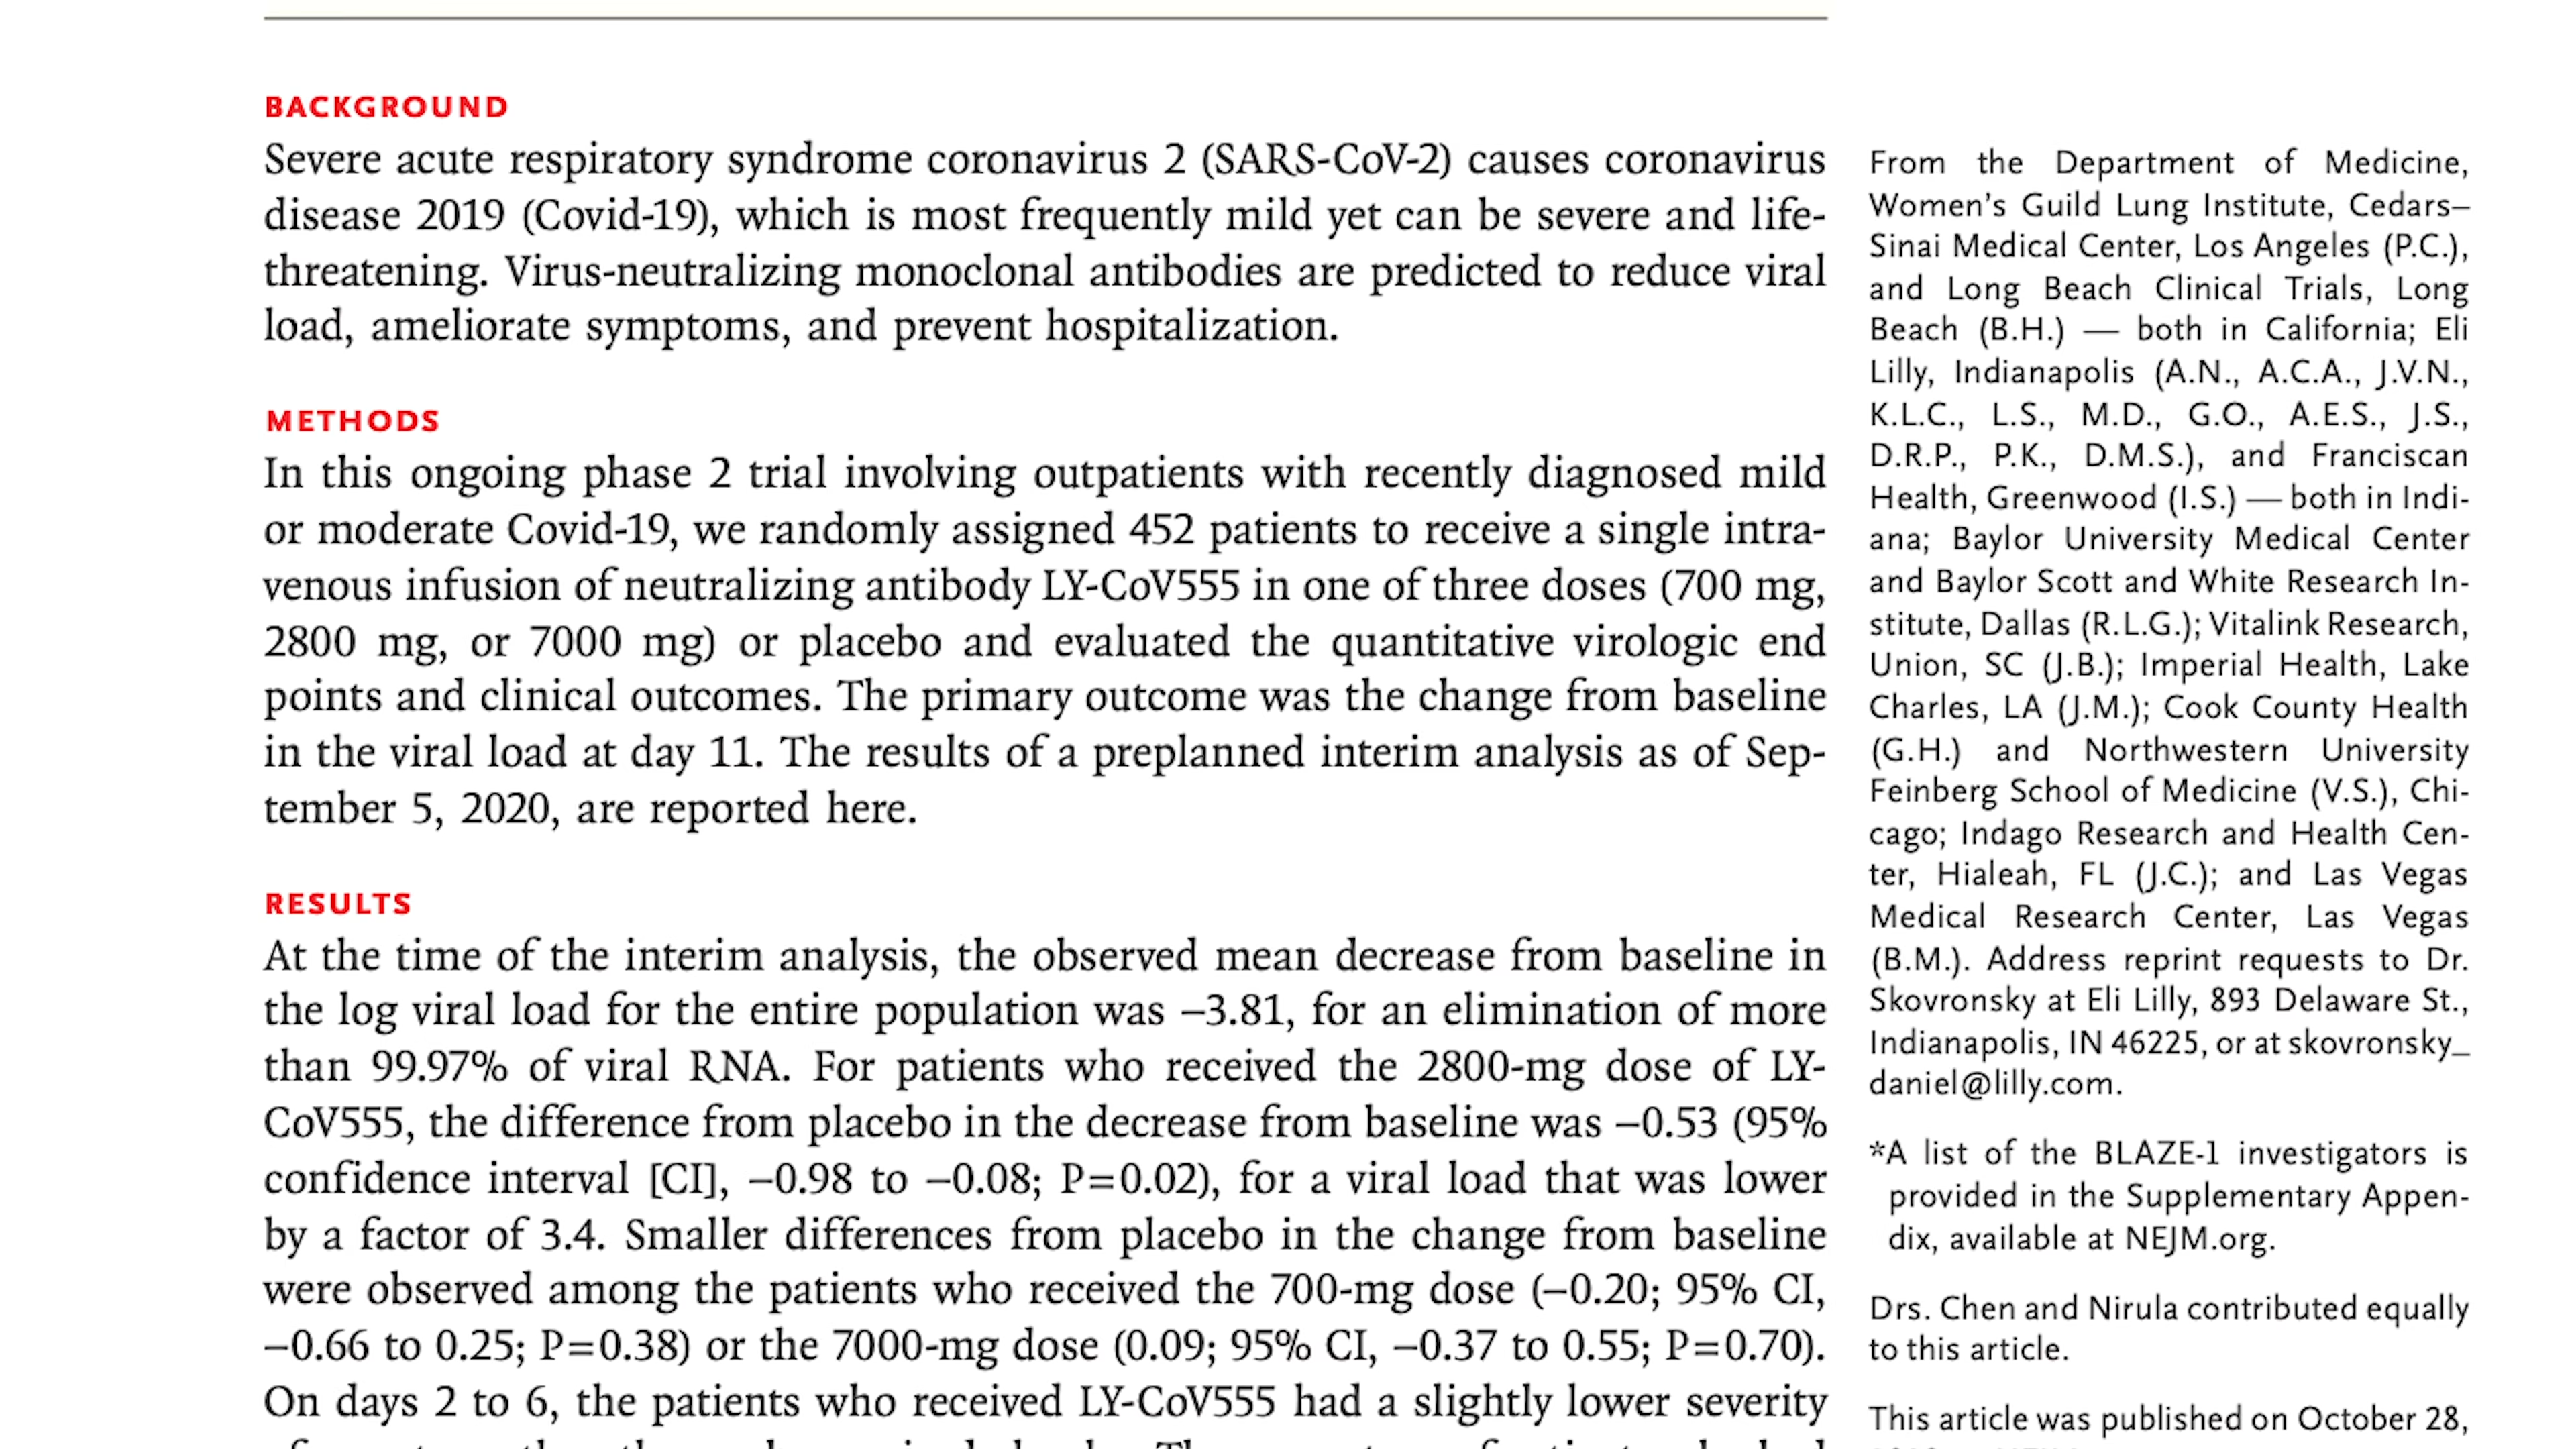 BACKGROUND
Severe acute respiratory syndrome coronavirus 2 (SARS-CoV-2) causes coronavirus
disease 2019 (Covid-19), which is most frequently mild yet can be severe and life-
threatening. Virus-neutralizing monoclonal antibodies are predicted to reduce viral
load, ameliorate symptoms, and prevent hospitalization.
METHODS
In this ongoing phase 2 trial involving outpatients with recently diagnosed mild
or moderate Covid-19, we randomly assigned 452 patients to receive a single intra-
venous infusion of neutralizing antibody LY-CoV555 in one of three doses (700 mg,
2800 mg, or 7000 mg) or placebo and evaluated the quantitative virologic end
points and clinical outcomes. The primary outcome was the change from baseline
in the viral load at day 11. The results of a preplanned interim analysis as of Sep-
tember 5, 2020, are reported here.
RESULTS
At the time of the interim analysis, the observed mean decrease from baseline in
the log viral load for the entire population was −3.81, for an elimination of more
than 99.97% of viral RNA. For patients who received the 2800-mg dose of LY-
CoV555, the difference from placebo in the decrease from baseline was −0.53 (95%
confidence interval [CI], −0.98 to −0.08; P=0.02), for a viral load that was lower
by a factor of 3.4. Smaller differences from placebo in the change from baseline
were observed among the patients who received the 700-mg dose (−0.20; 95% CI,
−0.66 to 0.25; P=0.38) or the 7000-mg dose (0.09; 95% CI, −0.37 to 0.55; P=0.70).
On days 2 to 6, the patients who received LY-CoV555 had a slightly lower severity
From the Department of Medicine,
Women's Guild Lung Institute, Cedars–
Sinai Medical Center, Los Angeles (P.C.),
and Long Beach Clinical Trials, Long
Beach (B.H.) — both in California; Eli
Lilly, Indianapolis (A.N., A.C.A., J.V.N.,
K.L.C., L.S., M.D., G.O., A.E.S., J.S.,
D.R.P., P.K., D.M.S.), and Franciscan
Health, Greenwood (I.S.) — both in Indi-
ana; Baylor University Medical Center
and Baylor Scott and White Research In-
stitute, Dallas (R.L.G.); Vitalink Research,
Union, SC (J.B.); Imperial Health, Lake
Charles, LA (J.M.); Cook County Health
(G.H.) and Northwestern University
Feinberg School of Medicine (V.S.), Chi-
cago; Indago Research and Health Cen-
ter, Hialeah, FL (J.C.); and Las Vegas
Medical Research Center, Las Vegas
(B.M.). Address reprint requests to Dr.
Skovronsky at Eli Lilly, 893 Delaware St.,
Indianapolis, IN 46225, or at skovronsky_
daniel@lilly.com.
*A list of the BLAZE-1 investigators is
provided in the Supplementary Appen-
dix, available at NEJM.org.
Drs. Chen and Nirula contributed equally
to this article.
This article was published on October 28,